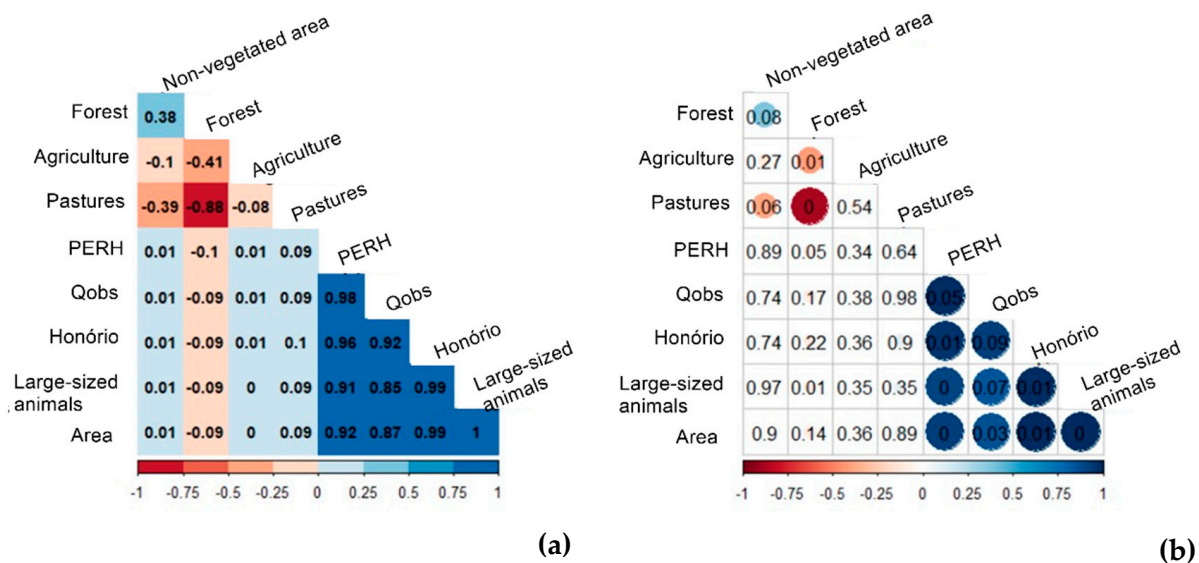 Non-vegetated area
Forest 0.38 Forest
Agriculture -0.1 -0.41 Agriculture
Pastures -0.39 -0.88 -0.08 Pastures
PERH 0.01 -0.1 0.01 0.09 PERH
Qobs 0.01 -0.09 0.01 0.09 0.98 Qobs
Honório 0.01 -0.09 0.01 0.1 0.96 0.92 Honório
Large-sized animals 0.01 -0.09 0 0.09 0.91 0.85 0.99 Large-sized animals
Area 0.01 -0.09 0 0.09 0.92 0.87 0.99 1
-1 -0.75 -0.5 -0.25 0 0.25 0.5 0.75 1
(a)
Non-vegetated area
Forest 0.08 Forest
Agriculture 0.27 0.01 Agriculture
Pastures 0.06 0 0.54 Pastures
PERH 0.89 0.05 0.34 0.64 PERH
Qobs 0.74 0.17 0.38 0.98 0.05 Qobs
Honório 0.74 0.22 0.36 0.9 0.01 0.09 Honório
Large-sized animals 0.97 0.01 0.35 0.35 0 0.07 0.01 Large-sized animals
Area 0.9 0.14 0.36 0.89 0 0.03 0.01 0
-1 -0.75 -0.5 -0.25 0 0.25 0.5 0.75 1
(b)